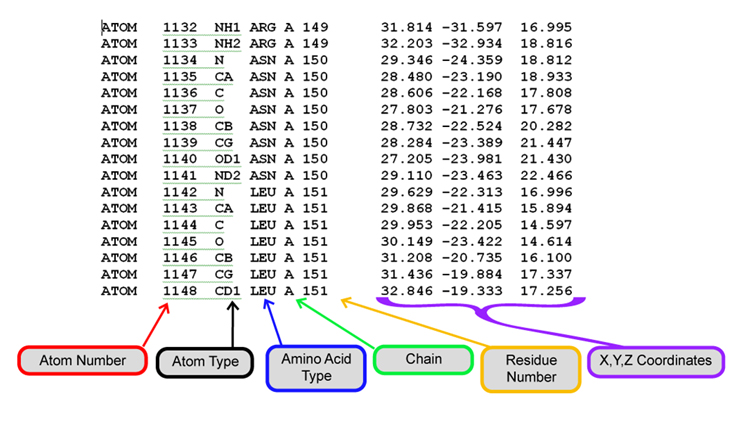 ATOM 1132 NH1 ARG A 149 31.814 -31.597 16.995
ATOM 1133 NH2 ARG A 149 32.203 -32.934 18.816
ATOM 1134 N ASN A 150 29.346 -24.359 18.812
ATOM 1135 CA ASN A 150 28.480 -23.190 18.933
ATOM 1136 C ASN A 150 28.606 -22.168 17.808
ATOM 1137 O ASN A 150 27.803 -21.276 17.678
ATOM 1138 CB ASN A 150 28.732 -22.524 20.282
ATOM 1139 CG ASN A 150 28.284 -23.389 21.447
ATOM 1140 OD1 ASN A 150 27.205 -23.981 21.430
ATOM 1141 ND2 ASN A 150 29.110 -23.463 22.466
ATOM 1142 N LEU A 151 29.629 -22.313 16.996
ATOM 1143 CA LEU A 151 29.868 -21.415 15.894
ATOM 1144 C LEU A 151 29.953 -22.205 14.597
ATOM 1145 O LEU A 151 30.149 -23.422 14.614
ATOM 1146 CB LEU A 151 31.208 -20.735 16.100
ATOM 1147 CG LEU A 151 31.436 -19.884 17.337
ATOM 1148 CD1 LEU A 151 32.846 -19.333 17.256
Atom Number
Atom Type
Amino Acid
Type
Chain
Residue
Number
X,Y,Z Coordinates